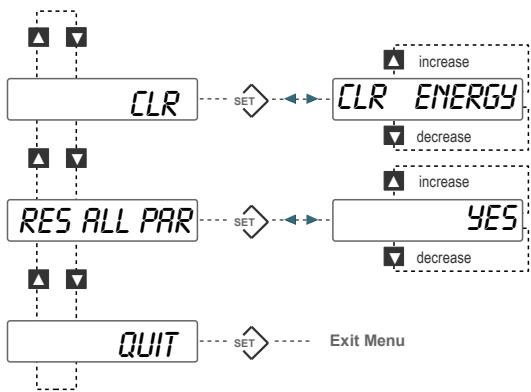 increase
CLR SET CLR ENERGY
decrease
increase
RES ALL PAR SET YES
decrease
QUIT SET Exit Menu